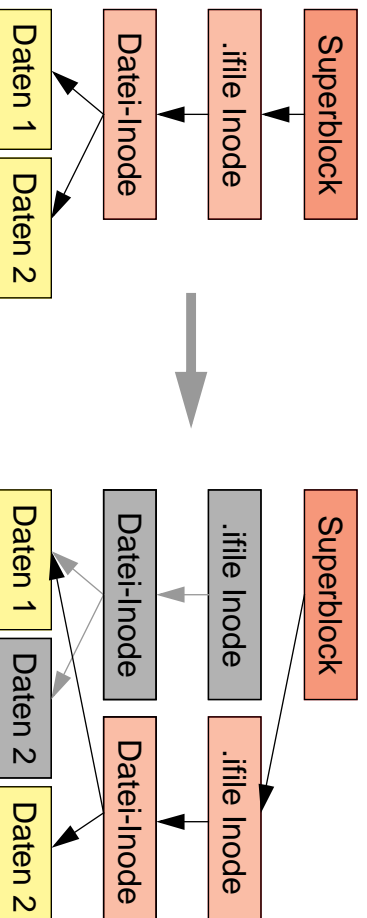 Superblock
.ifile Inode
Datei-Inode
Daten 1
Daten 2
Superblock
.ifile Inode
.ifile Inode
Datei-Inode
Datei-Inode
Daten 1
Daten 2
Daten 2